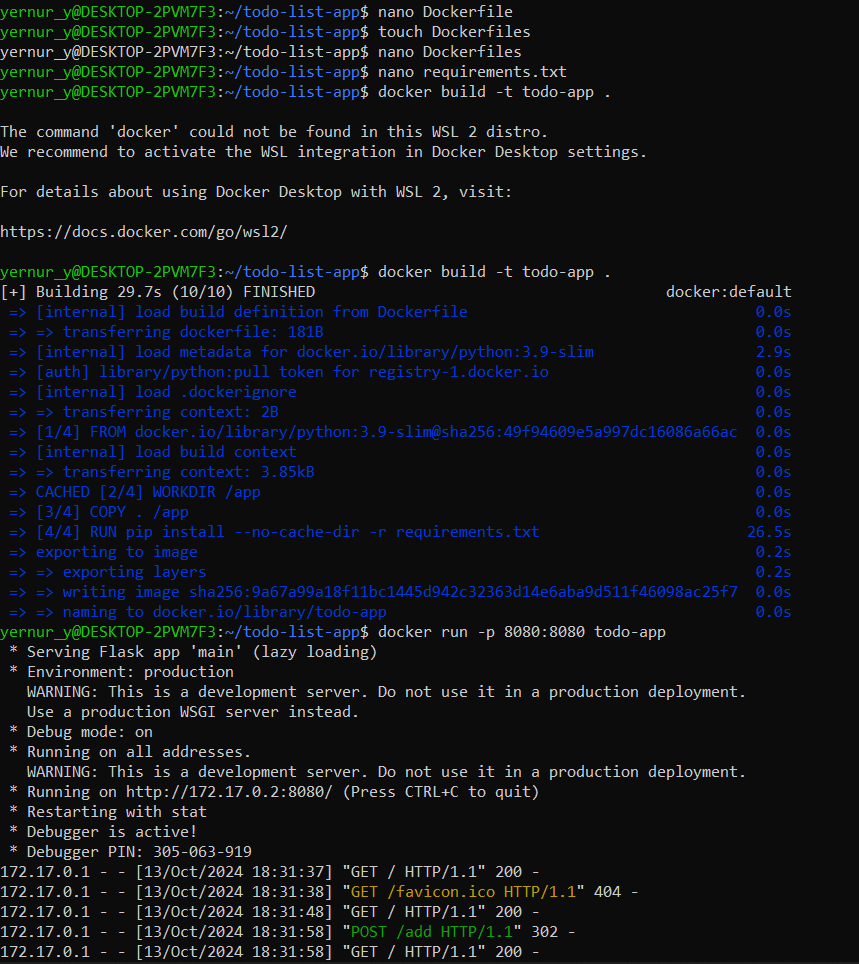 yernur_y@DESKTOP-2PVM7F3:~/todo-list-app$ nano Dockerfile
yernur_y@DESKTOP-2PVM7F3:~/todo-list-app$ touch Dockerfiles
yernur_y@DESKTOP-2PVM7F3:~/todo-list-app$ nano Dockerfiles
yernur_y@DESKTOP-2PVM7F3:~/todo-list-app$ nano requirements.txt
yernur_y@DESKTOP-2PVM7F3:~/todo-list-app$ docker build -t todo-app .
The command 'docker' could not be found in this WSL 2 distro.
We recommend to activate the WSL integration in Docker Desktop settings.
For details about using Docker Desktop with WSL 2, visit:
https://docs.docker.com/go/wsl2/
yernur_y@DESKTOP-2PVM7F3:~/todo-list-app$ docker build -t todo-app .
[+] Building 29.7s (10/10) FINISHED docker:default
=> [internal] load build definition from Dockerfile 0.0s
=> => transferring dockerfile: 181B 0.0s
=> [internal] load metadata for docker.io/library/python:3.9-slim 2.9s
=> [auth] library/python:pull token for registry-1.docker.io 0.0s
=> [internal] load .dockerignore 0.0s
=> => transferring context: 2B 0.0s
=> [1/4] FROM docker.io/library/python:3.9-slim@sha256:49f94609e5a997dc16086a66ac 0.0s
=> [internal] load build context 0.0s
=> => transferring context: 3.85kB 0.0s
=> CACHED [2/4] WORKDIR /app 0.0s
=> [3/4] COPY . /app 0.0s
=> [4/4] RUN pip install --no-cache-dir -r requirements.txt 26.5s
=> exporting to image 0.2s
=> => exporting layers 0.2s
=> => writing image sha256:9a67a99a18f11bc1445d942c32363d14e6aba9d511f46098ac25f7 0.0s
=> => naming to docker.io/library/todo-app 0.0s
yernur_y@DESKTOP-2PVM7F3:~/todo-list-app$ docker run -p 8080:8080 todo-app
* Serving Flask app 'main' (lazy loading)
* Environment: production
WARNING: This is a development server. Do not use it in a production deployment.
Use a production WSGI server instead.
* Debug mode: on
* Running on all addresses.
WARNING: This is a development server. Do not use it in a production deployment.
* Running on http://172.17.0.2:8080/ (Press CTRL+C to quit)
* Restarting with stat
* Debugger is active!
* Debugger PIN: 305-063-919
172.17.0.1 - - [13/Oct/2024 18:31:37] "GET / HTTP/1.1" 200 -
172.17.0.1 - - [13/Oct/2024 18:31:38] "GET /favicon.ico HTTP/1.1" 404 -
172.17.0.1 - - [13/Oct/2024 18:31:48] "GET / HTTP/1.1" 200 -
172.17.0.1 - - [13/Oct/2024 18:31:58] "POST /add HTTP/1.1" 302 -
172.17.0.1 - - [13/Oct/2024 18:31:58] "GET / HTTP/1.1" 200 -